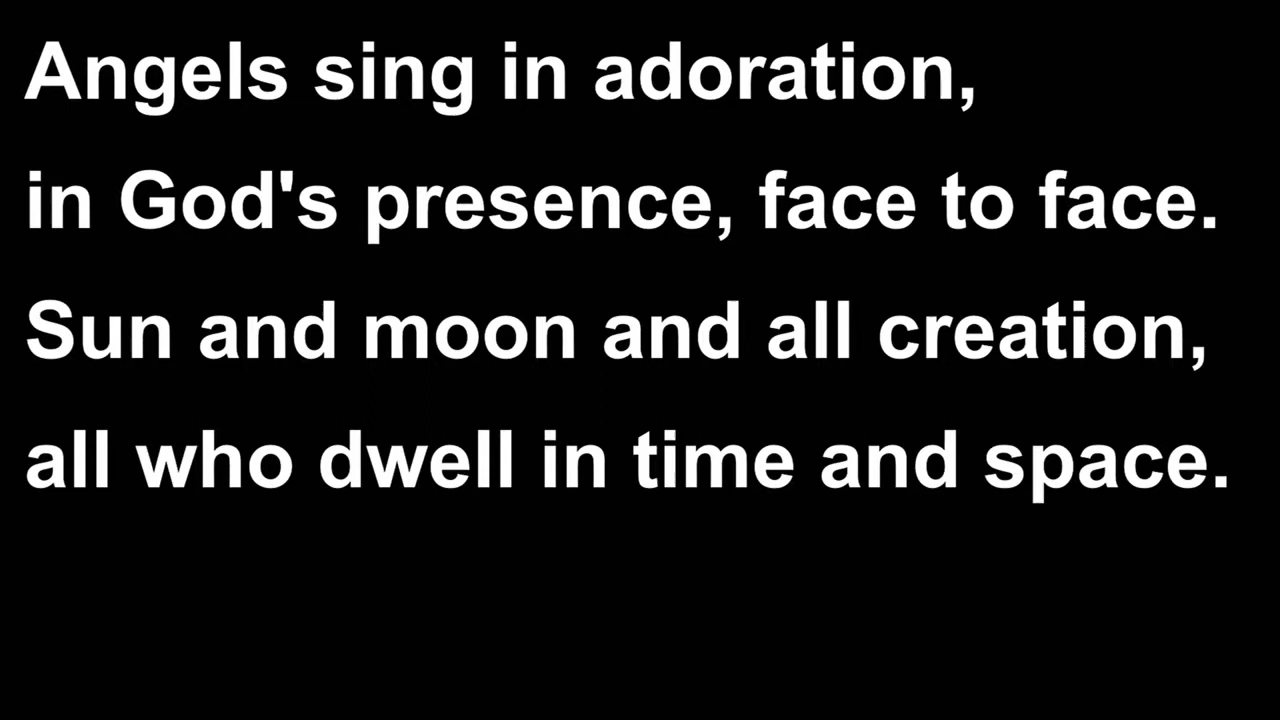 Angels sing in adoration,
in God's presence, face to face.
Sun and moon and all creation,
all who dwell in time and space.